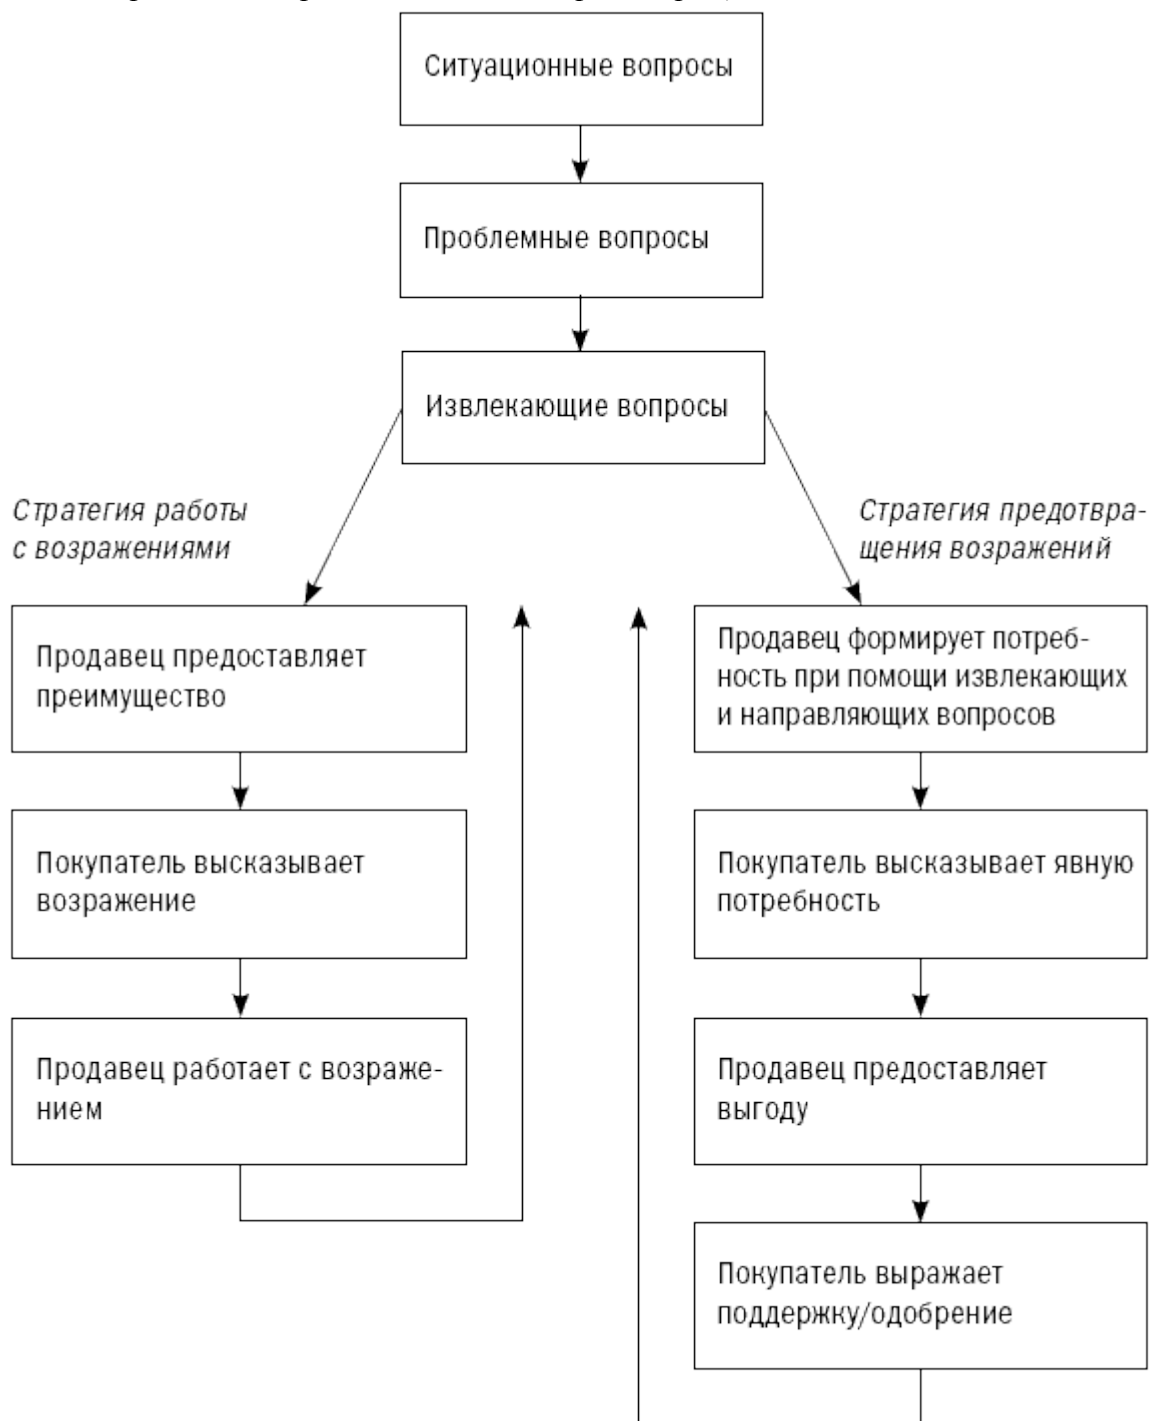 Ситуационные вопросы
Проблемные вопросы
Извлекающие вопросы
Стратегия работы
с возражениями
Стратегия предотвра-
щения возражений
Продавец предоставляет
преимущество
Покупатель высказывает
возражение
Продавец работает с возраже-
нием
Продавец формирует потреб-
ность при помощи извлекающих
и направляющих вопросов
Покупатель высказывает явную
потребность
Продавец предоставляет
выгоду
Покупатель выражает
поддержку/одобрение